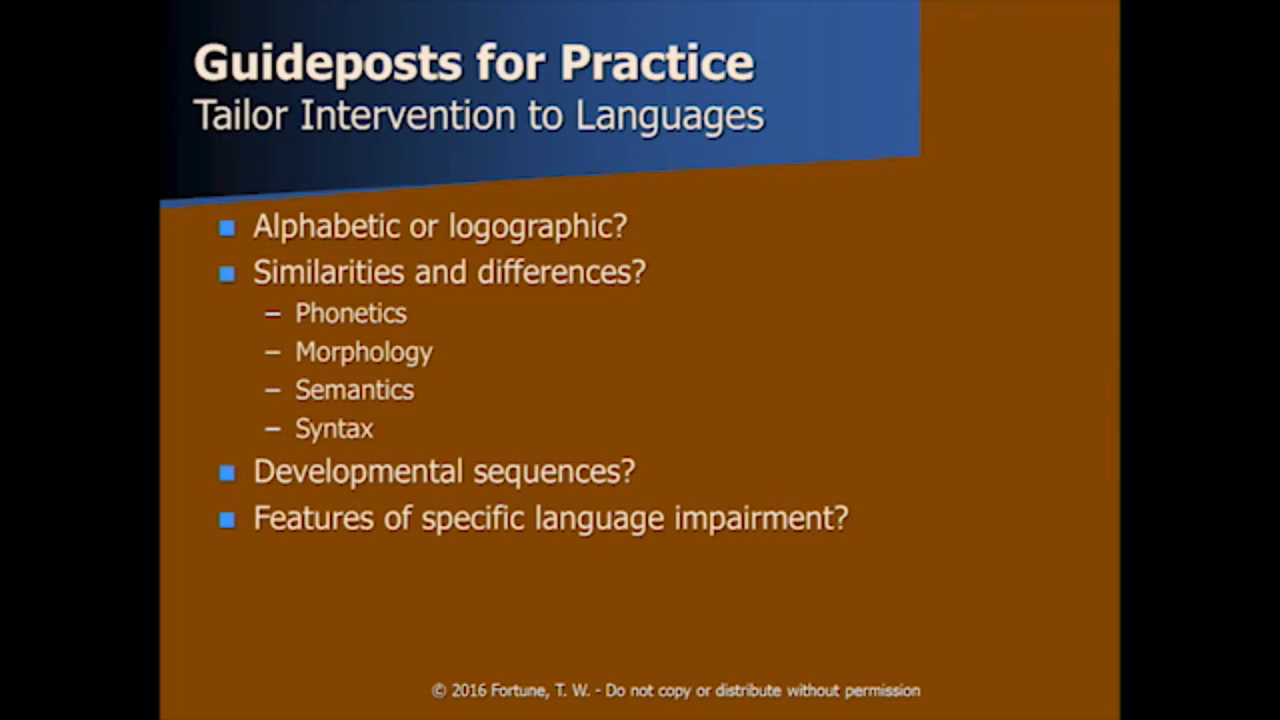 Guideposts for Practice
Tailor Intervention to Languages
Alphabetic or logographic?
Similarities and differences?
– Phonetics
– Morphology
– Semantics
– Syntax
Developmental sequences?
Features of specific language impairment?
© 2016 Fortune, T. W. - Do not copy or distribute without permission